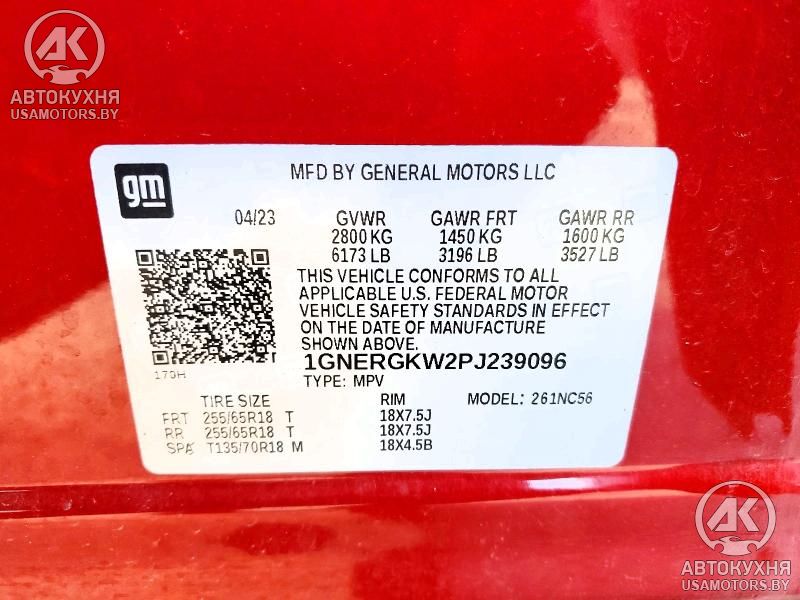 AK
АВТОКУХНЯ
USAMOTORS.BY
gm
MFD BY GENERAL MOTORS LLC
04/23 GVWR GAWR FRT GAWR RR
2800 KG 1450 KG 1600 KG
6173 LB 3196 LB 3527 LB
THIS VEHICLE CONFORMS TO ALL
APPLICABLE U.S. FEDERAL MOTOR
VEHICLE SAFETY STANDARDS IN EFFECT
ON THE DATE OF MANUFACTURE
SHOWN ABOVE.
179H 1GNERGKW2PJ239096
TYPE: MPV
TIRE SIZE RIM MODEL: 261NC56
FRT 255/65R18 T 18X7.5J
RR 255/65R18 T 18X7.5J
SPA T135/70R18 M 18X4.5B
AK
АВТОКУХНЯ
USAMOTORS.BY